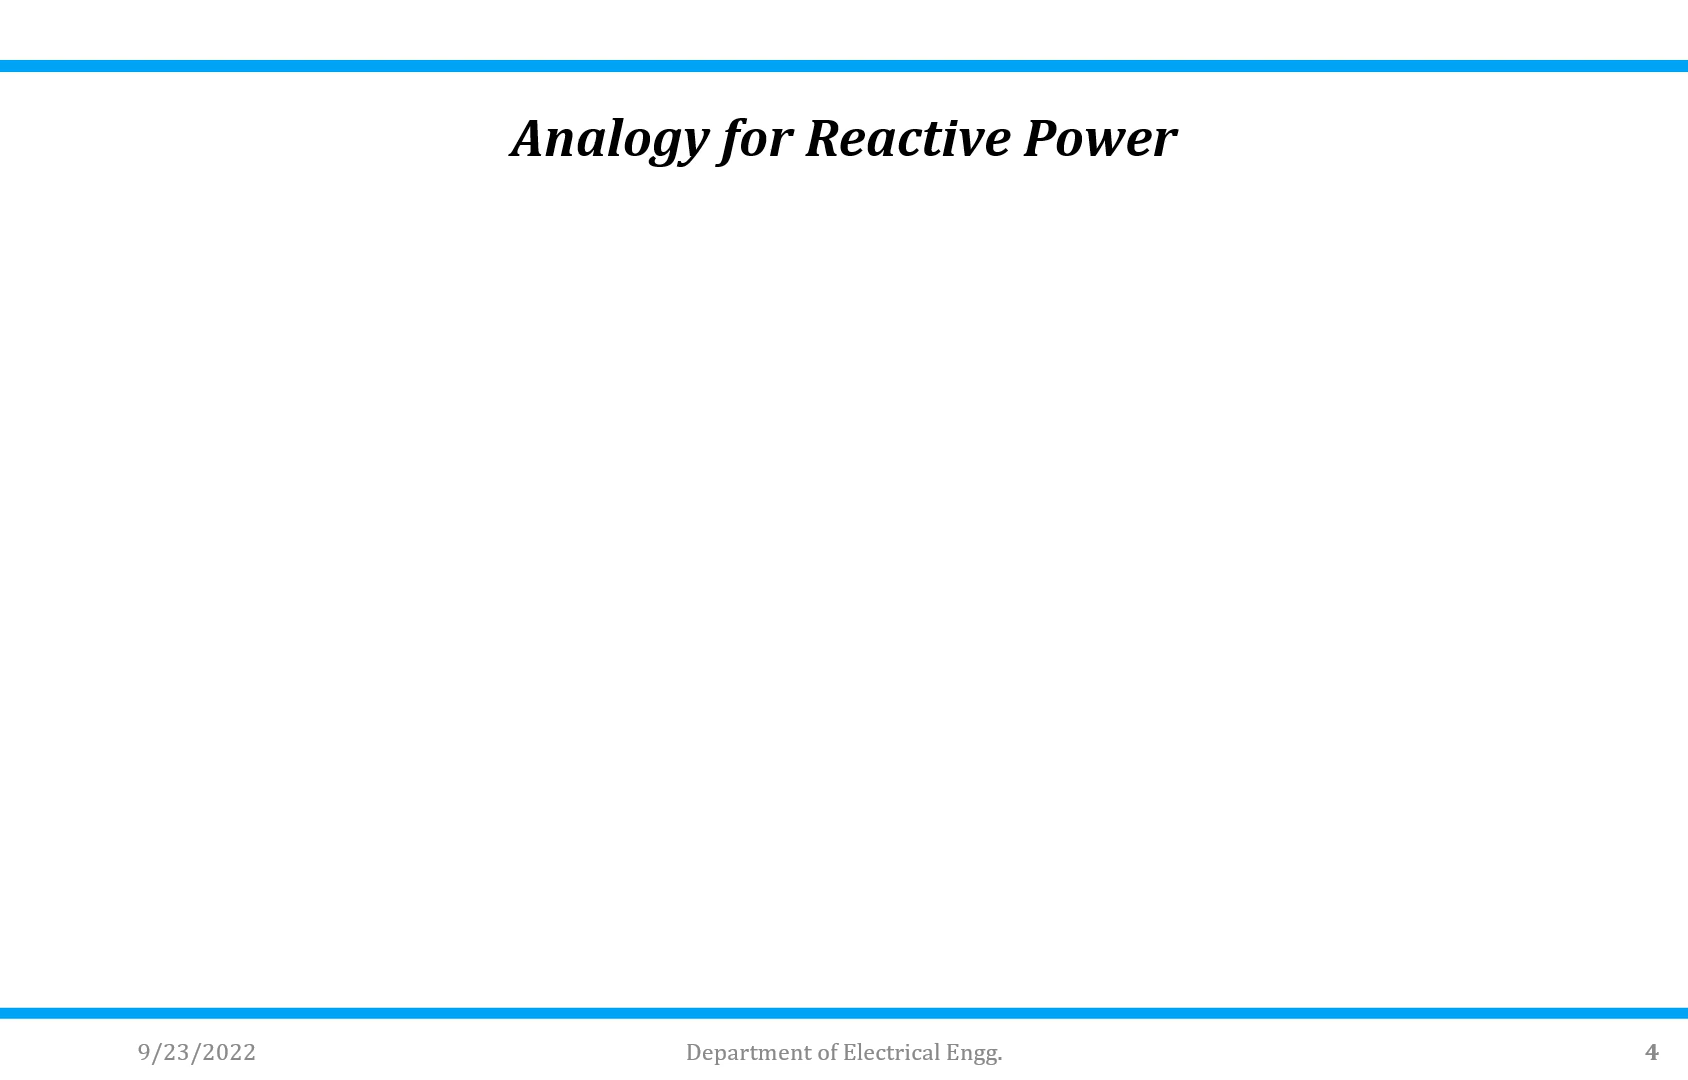 Analogy for Reactive Power
9/23/2022
Department of Electrical Engg.
4